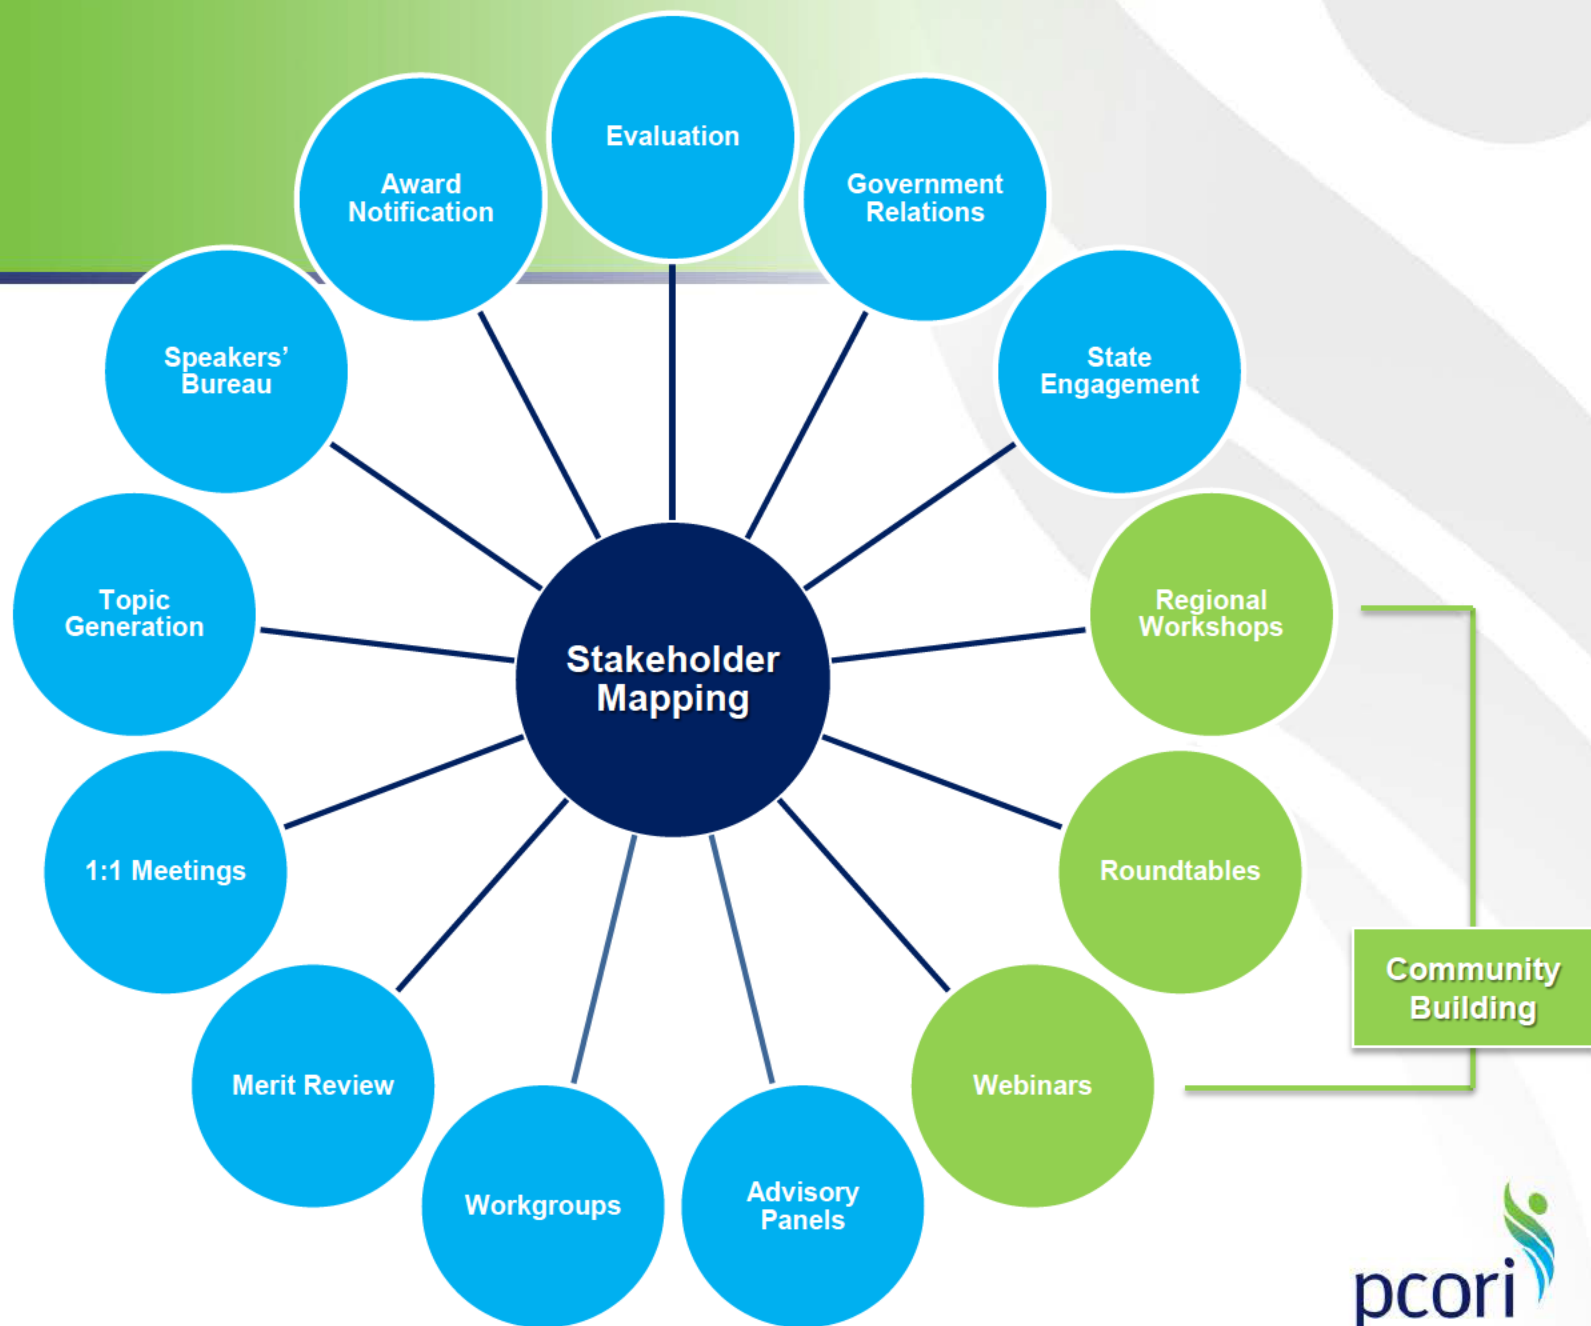 Evaluation
Award
Notification
Government
Relations
Speakers’
Bureau
State
Engagement
Topic
Generation
Regional
Workshops
Stakeholder
Mapping
1:1 Meetings
Roundtables
Community
Building
Merit Review
Webinars
Workgroups
Advisory
Panels
pcori